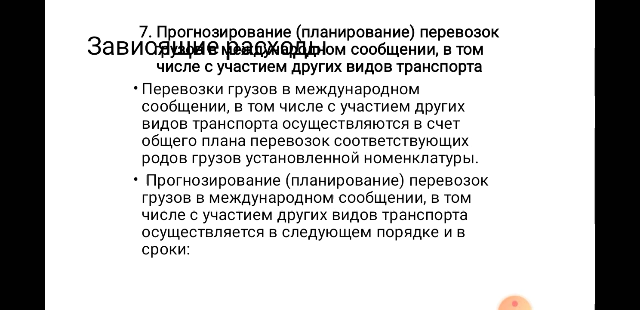 7. Прогнозирование (планирование) перевозок
Зависящие расходы
грузов в международном сообщении, в том
числе с участием других видов транспорта
• Перевозки грузов в международном
сообщении, в том числе с участием других
видов транспорта осуществляются в счет
общего плана перевозок соответствующих
родов грузов установленной номенклатуры.
• Прогнозирование (планирование) перевозок
грузов в международном сообщении, в том
числе с участием других видов транспорта
осуществляется в следующем порядке и в
сроки: